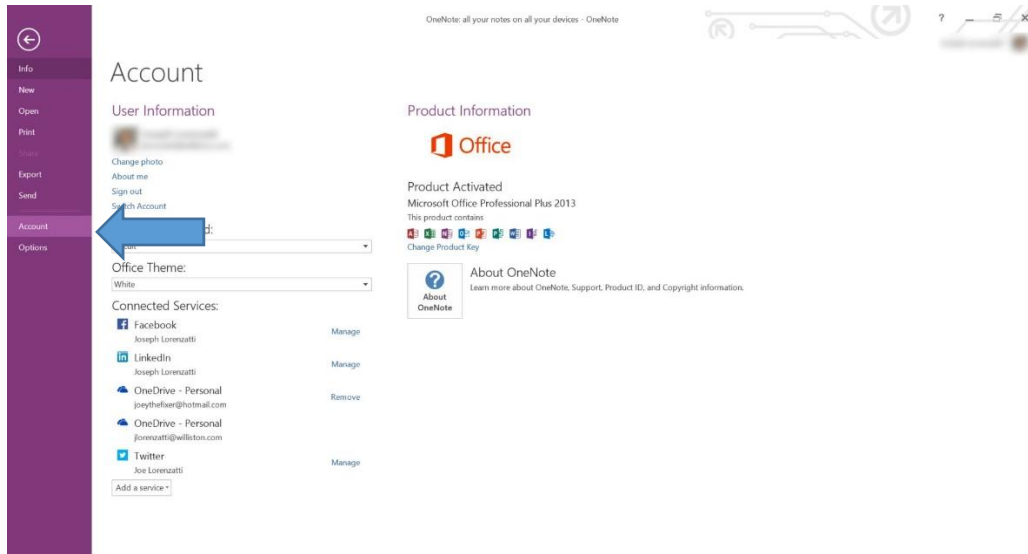 OneNote: all your notes on all your devices - OneNote
?
Info
New
Open
Print
Share
Export
Send
Account
Options
Account
User Information
Change photo
About me
Sign out
Switch Account
d:
Office Theme:
White
Connected Services:
Facebook
Manage
Joseph Lorenzatti
LinkedIn
Manage
Joseph Lorenzatti
OneDrive - Personal
Remove
joeythefixer@hotmail.com
OneDrive - Personal
jlorenzatti@williston.com
Twitter
Manage
Joe Lorenzatti
Add a service
Product Information
Office
Product Activated
Microsoft Office Professional Plus 2013
This product contains
Change Product Key
About OneNote
About OneNote
Learn more about OneNote, Support, Product ID, and Copyright information.